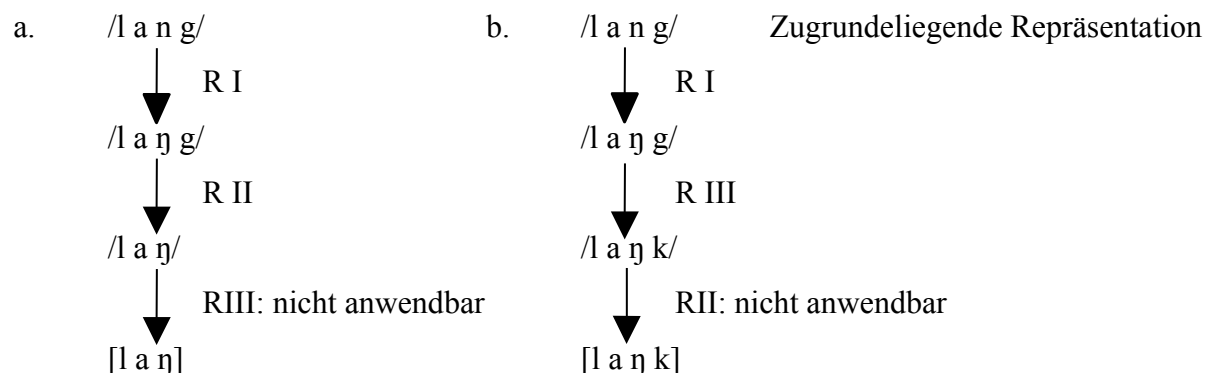 a. /l a n g/ b. /l a n g/ Zugrundeliegende Repräsentation
R I R I
/l a ŋ g/ /l a ŋ g/
R II R III
/l a ŋ/ /l a ŋ k/
RIII: nicht anwendbar RII: nicht anwendbar
[l a ŋ] [l a ŋ k]